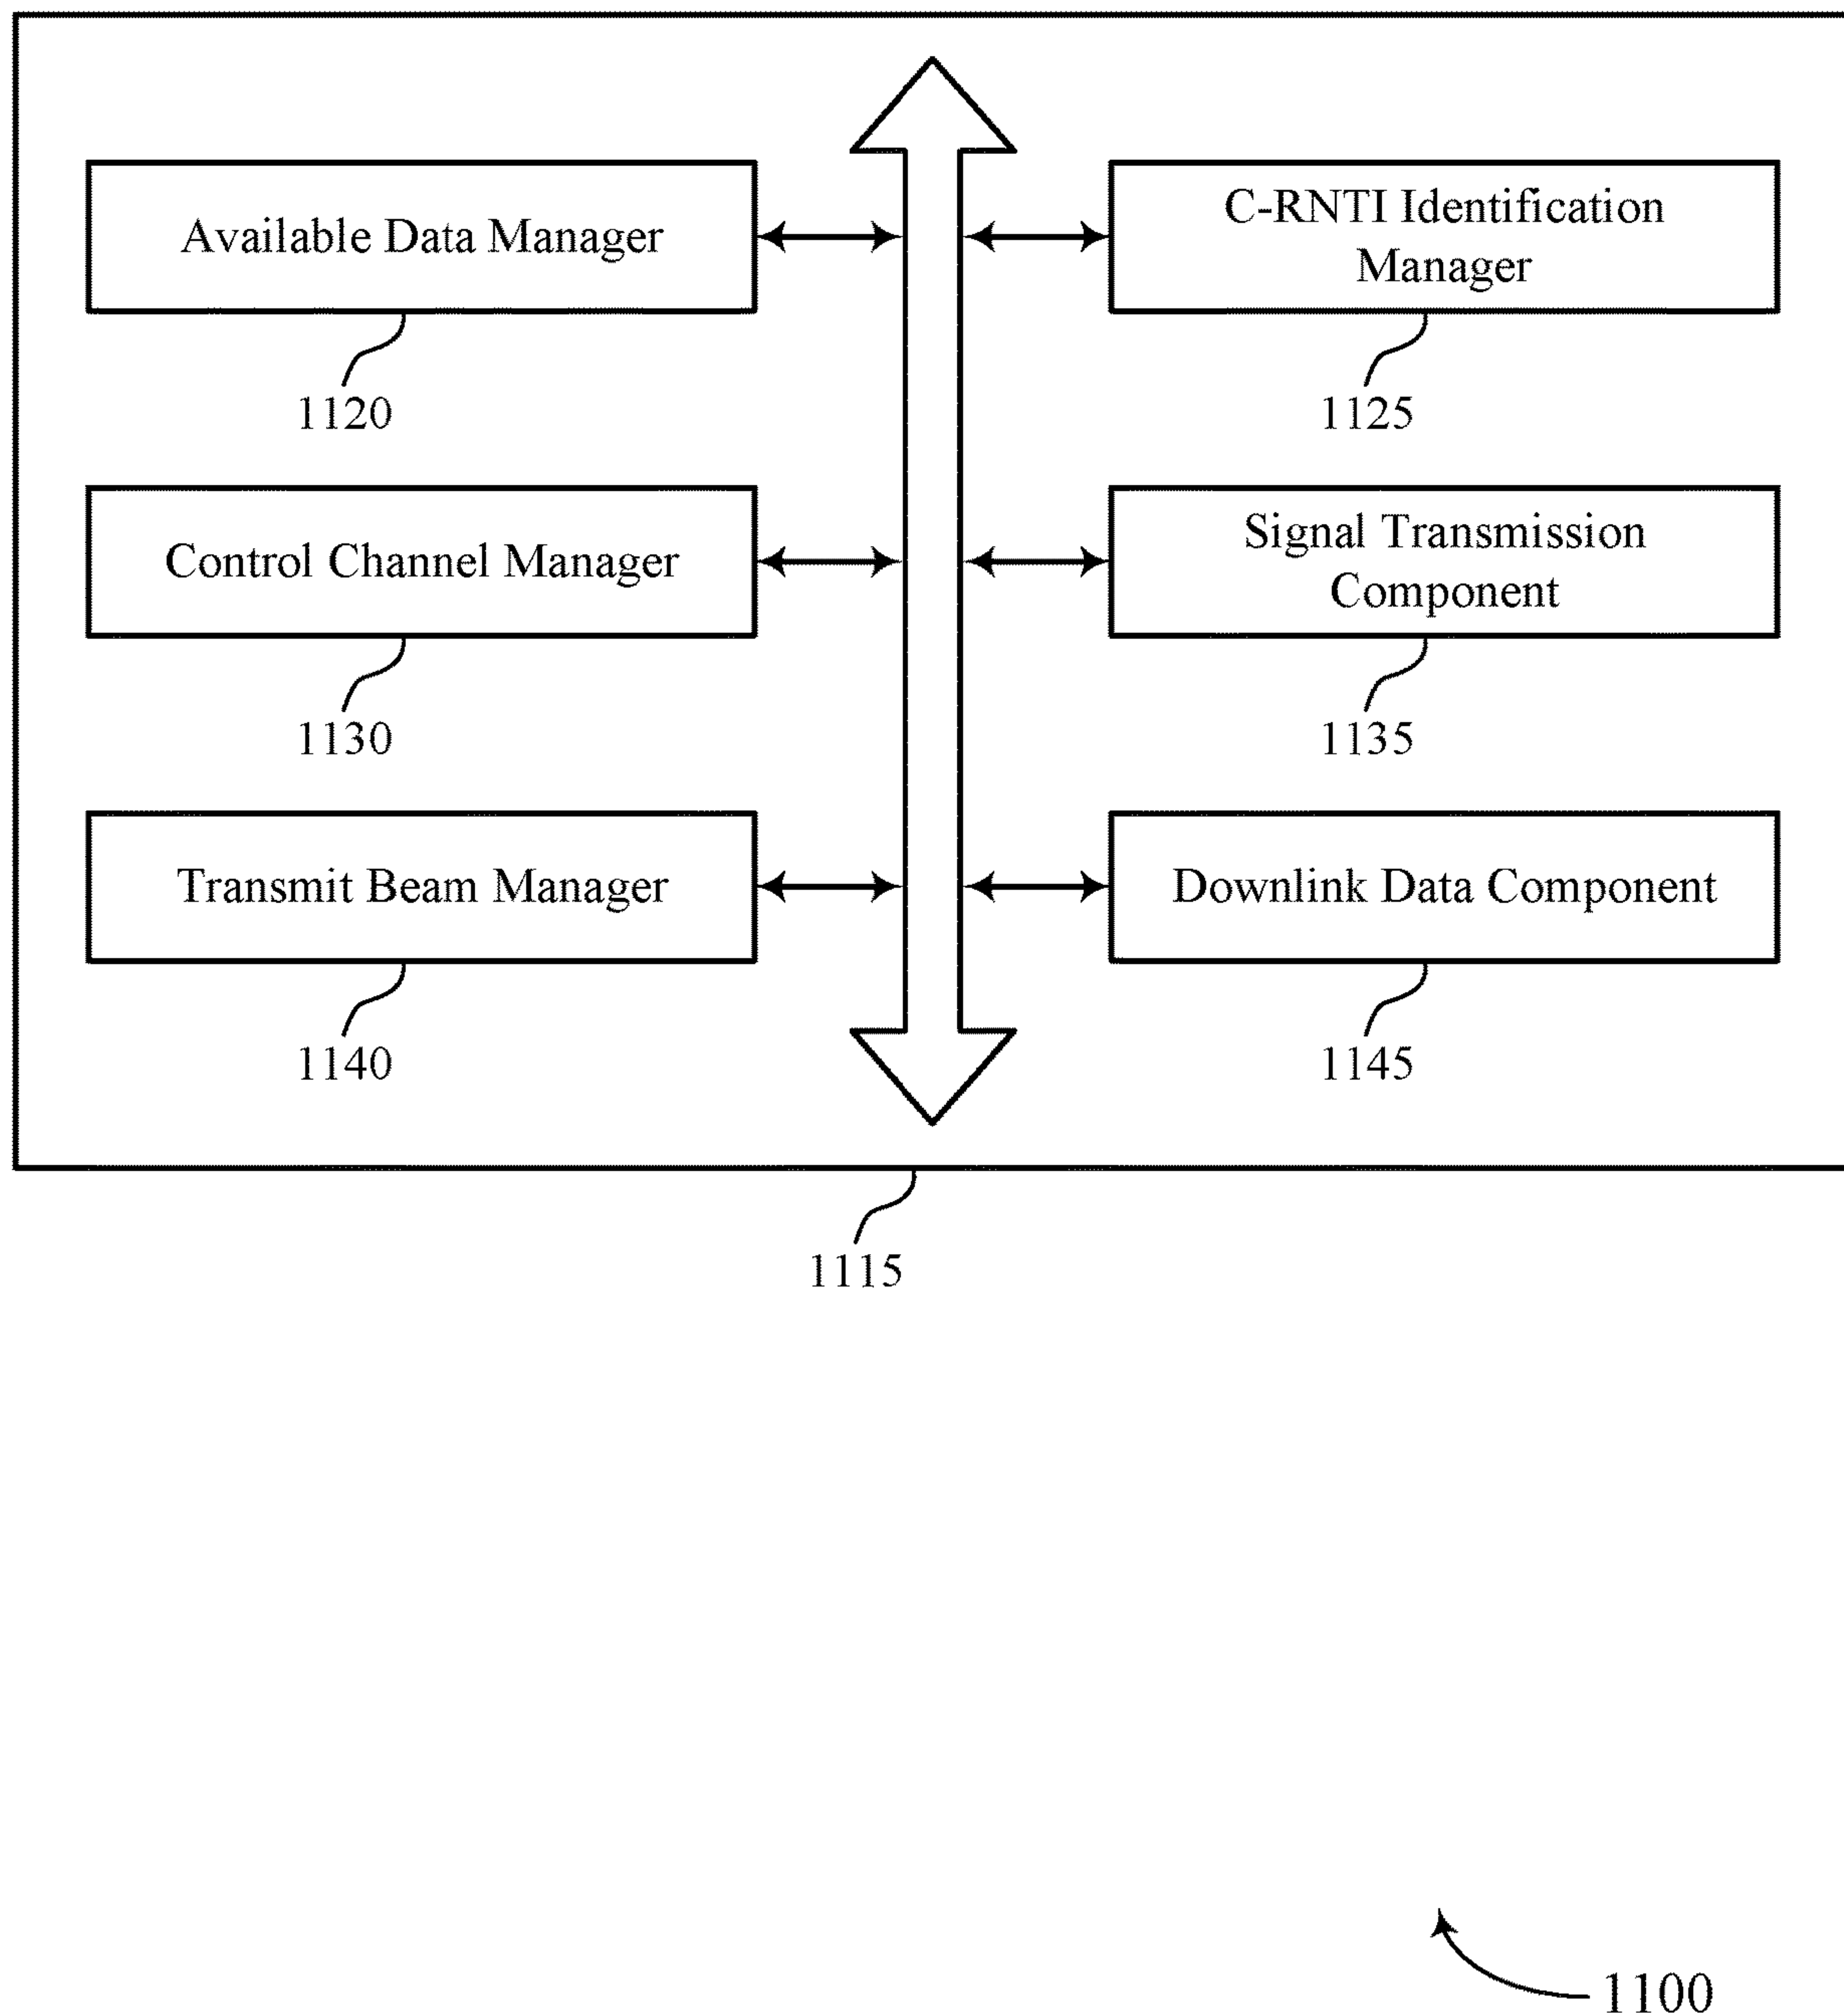 Available Data Manager
1120
C-RNTI Identification
Manager
1125
Control Channel Manager
1130
Signal Transmission
Component
1135
Transmit Beam Manager
1140
Downlink Data Component
1145
1115
1100